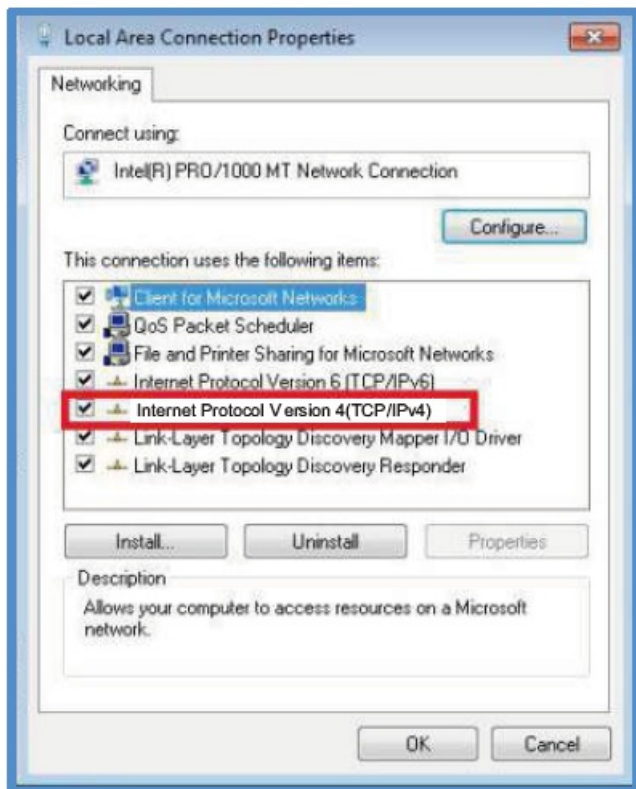 Local Area Connection Properties
Networking
Connect using:
Intel(R) PRO/1000 MT Network Connection
Configure...
This connection uses the following items:
Client for Microsoft Networks
QoS Packet Scheduler
File and Printer Sharing for Microsoft Networks
Internet Protocol Version 6 (TCP/IPv6)
Internet Protocol Version 4(TCP/IPv4)
Link-Layer Topology Discovery Mapper I/O Driver
Link-Layer Topology Discovery Responder
Install... Uninstall Properties
Description
Allows your computer to access resources on a Microsoft
network.
OK Cancel